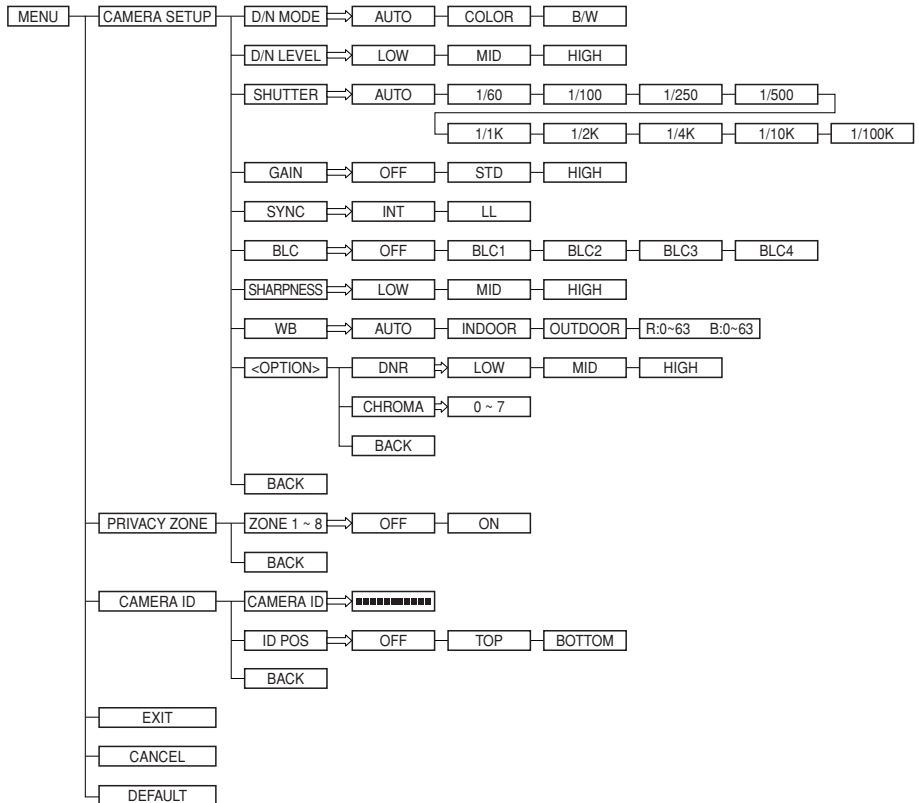 MENU CAMERA SETUP D/N MODE AUTO COLOR B/W
D/N LEVEL LOW MID HIGH
SHUTTER AUTO 1/60 1/100 1/250 1/500
1/1K 1/2K 1/4K 1/10K 1/100K
GAIN OFF STD HIGH
SYNC INT LL
BLC OFF BLC1 BLC2 BLC3 BLC4
SHARPNESS LOW MID HIGH
WB AUTO INDOOR OUTDOOR R:0~63 B:0~63
<OPTION> DNR LOW MID HIGH
CHROMA 0 ~ 7
BACK
BACK
PRIVACY ZONE ZONE 1 ~ 8 OFF ON
BACK
CAMERA ID CAMERA ID
ID POS OFF TOP BOTTOM
BACK
EXIT
CANCEL
DEFAULT